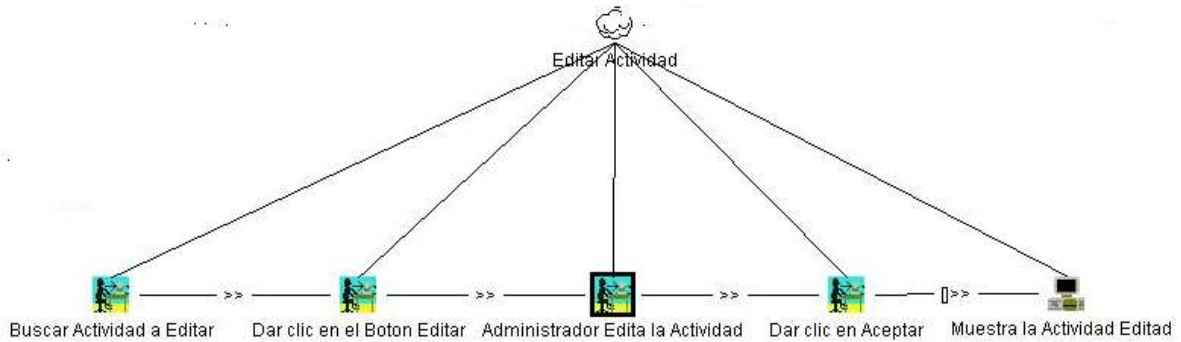 Editar Actividad
>> >> >> []>>
Buscar Actividad a Editar Dar clic en el Boton Editar Administrador Edita la Actividad Dar clic en Aceptar Muestra la Actividad Editad